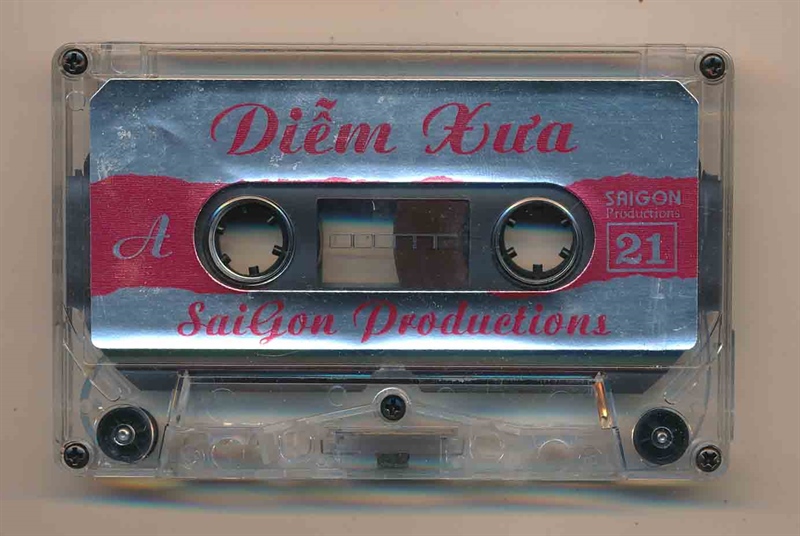 Diễm Xưa
SAIGON
Productions
21
A
SaiGon Productions